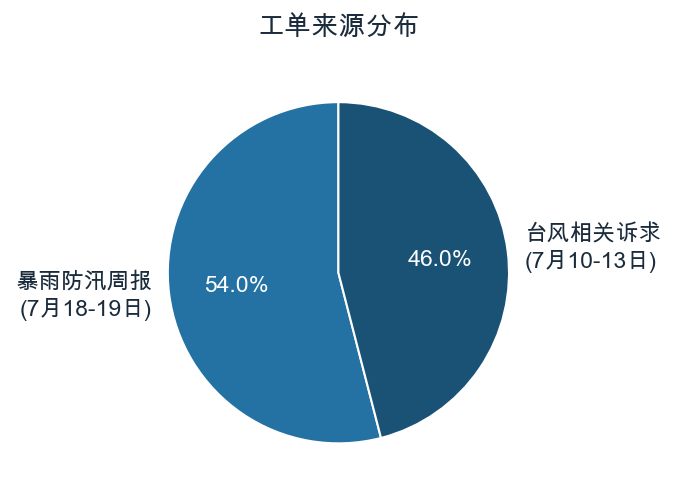 工单来源分布
台风相关诉求
(7月10-13日)
46.0%
暴雨防汛周报
(7月18-19日)
54.0%